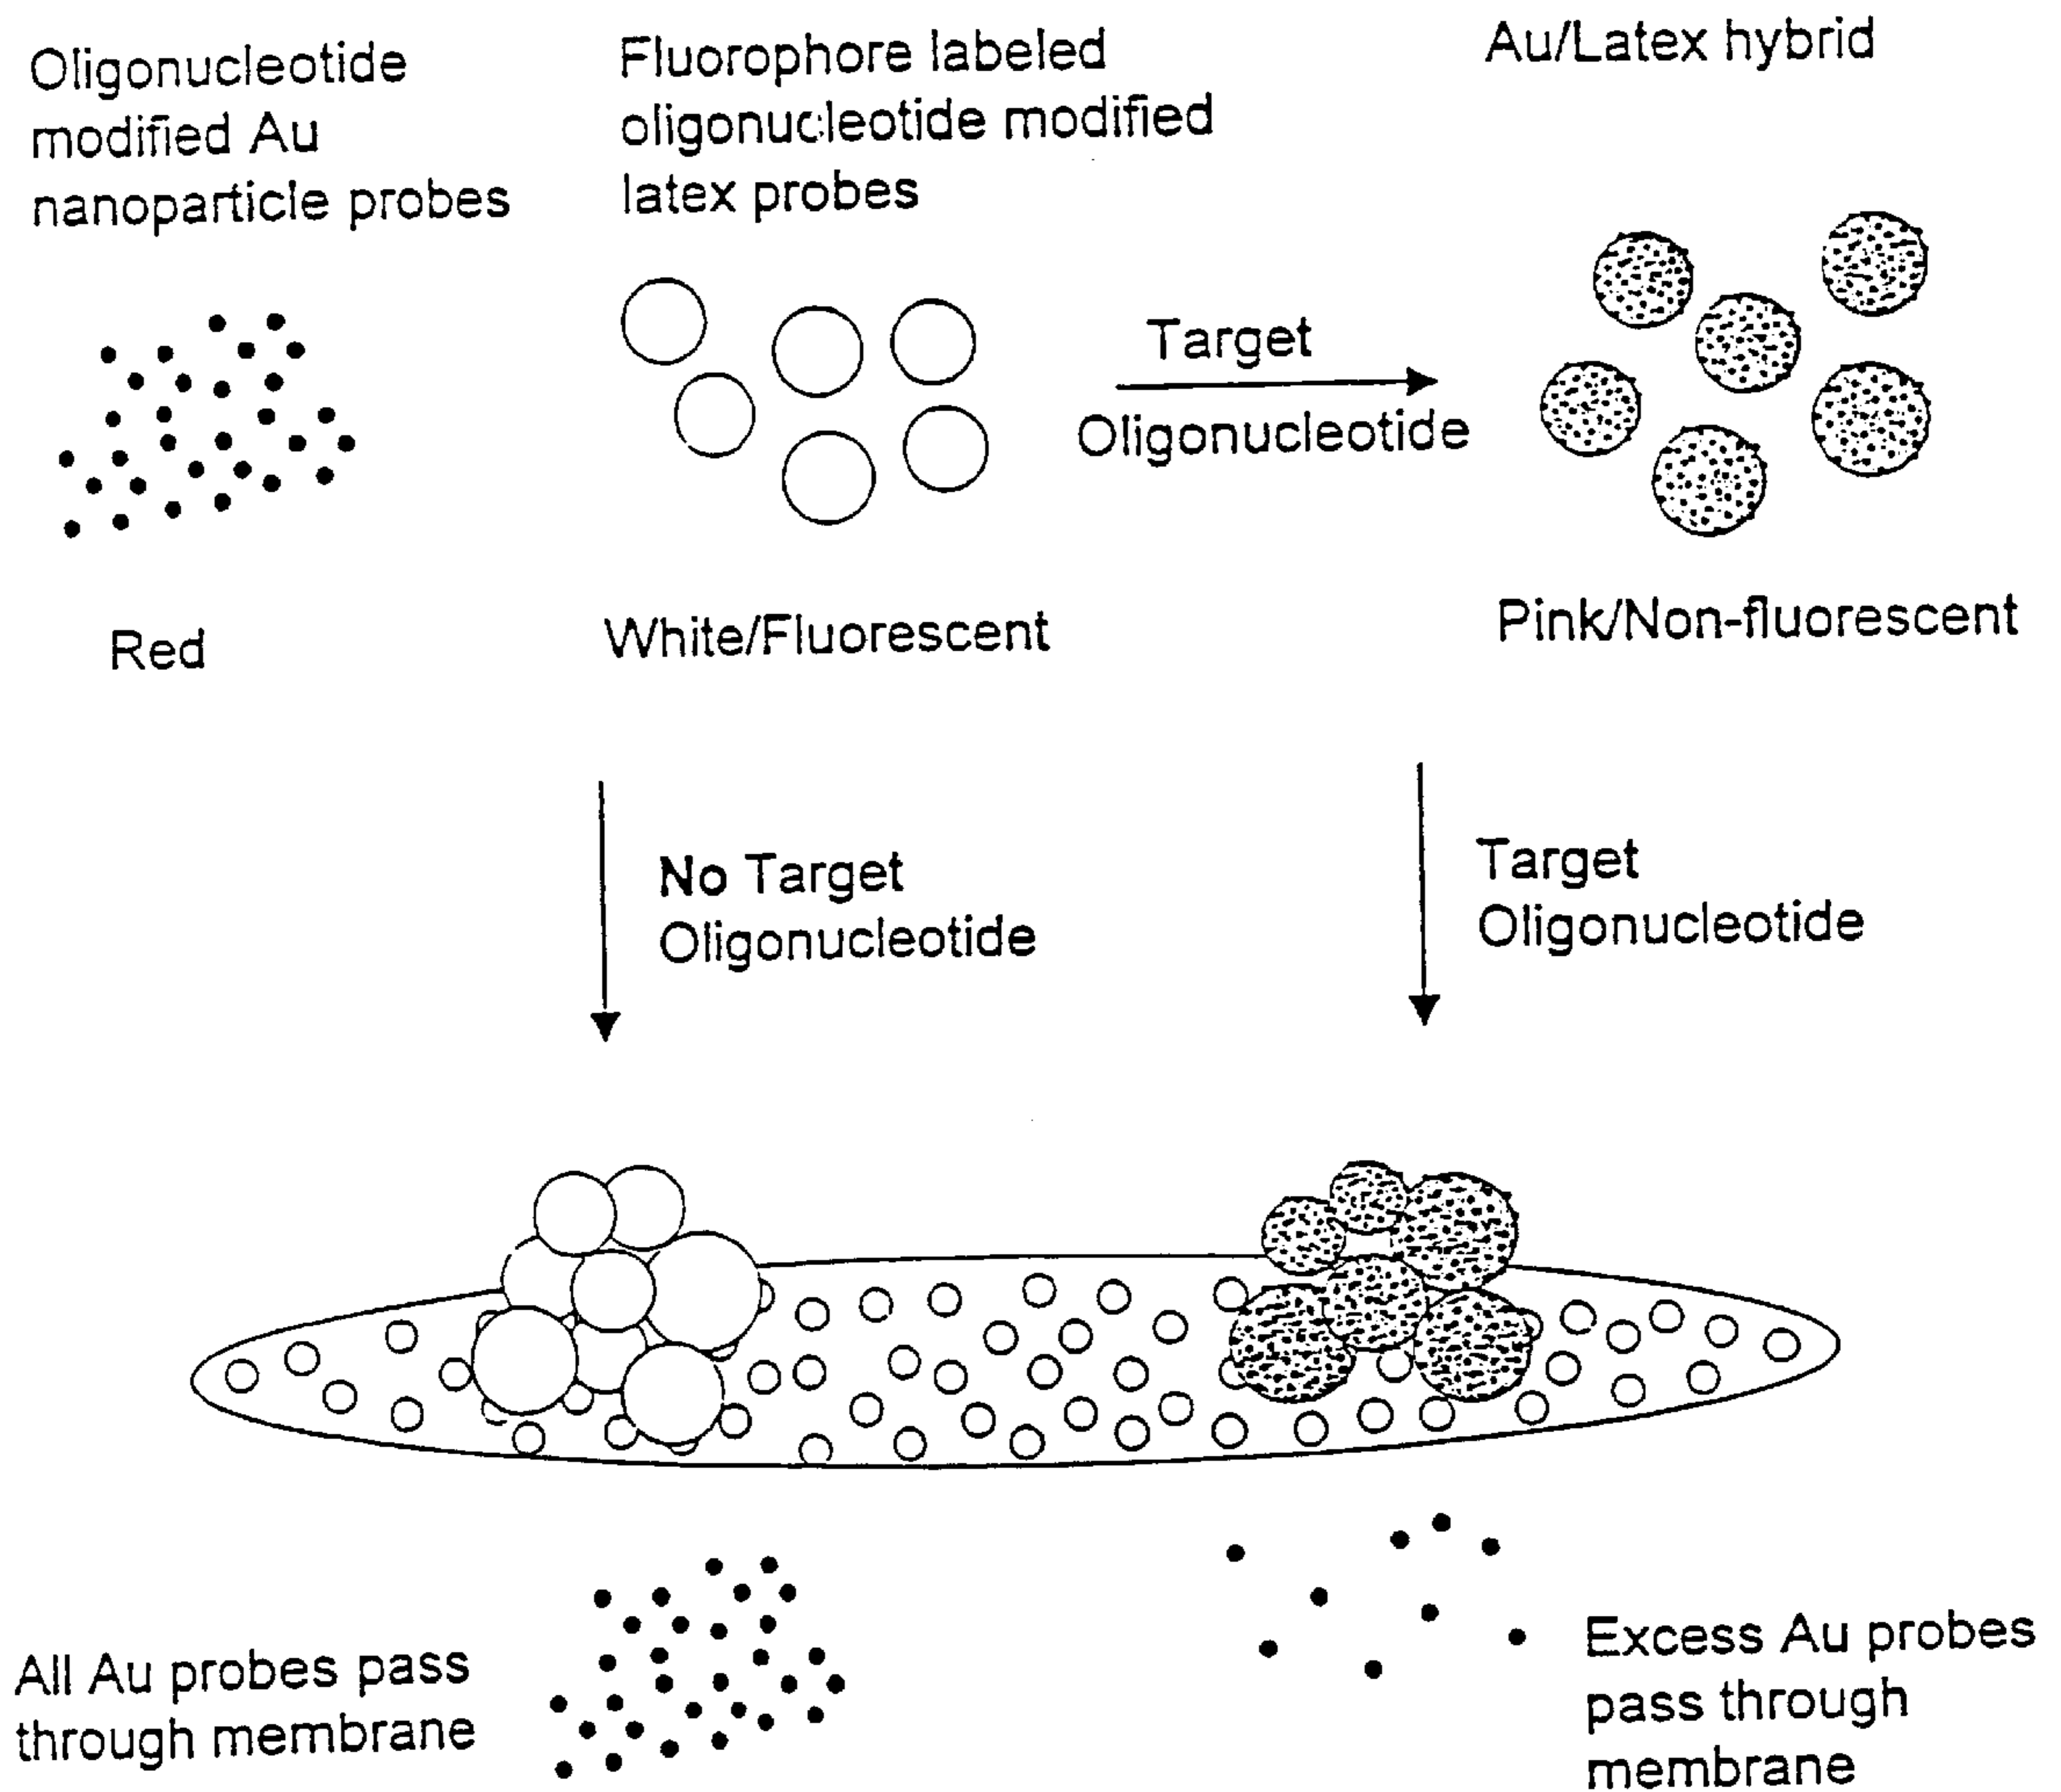 Oligonucleotide
modified Au
nanoparticle probes
Fluorophore labeled
oligonucleotide modified
latex probes
Au/Latex hybrid
Target
Oligonucleotide
Red
White/Fluorescent
Pink/Non-fluorescent
No Target
Oligonucleotide
Target
Oligonucleotide
All Au probes pass
through membrane
Excess Au probes
pass through
membrane